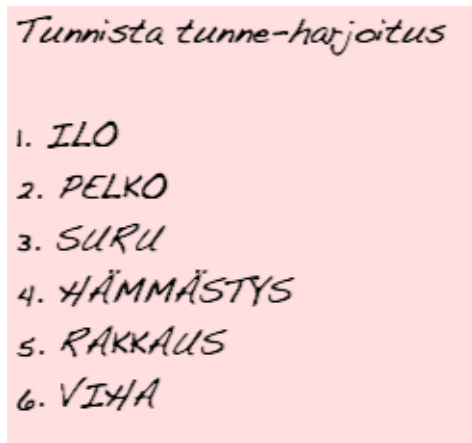 Tunnista tunne-harjoitus
1. ILO
2. PELKO
3. SURU
4. HÄMMÄSTYS
5. RAKKAUS
6. VIHA